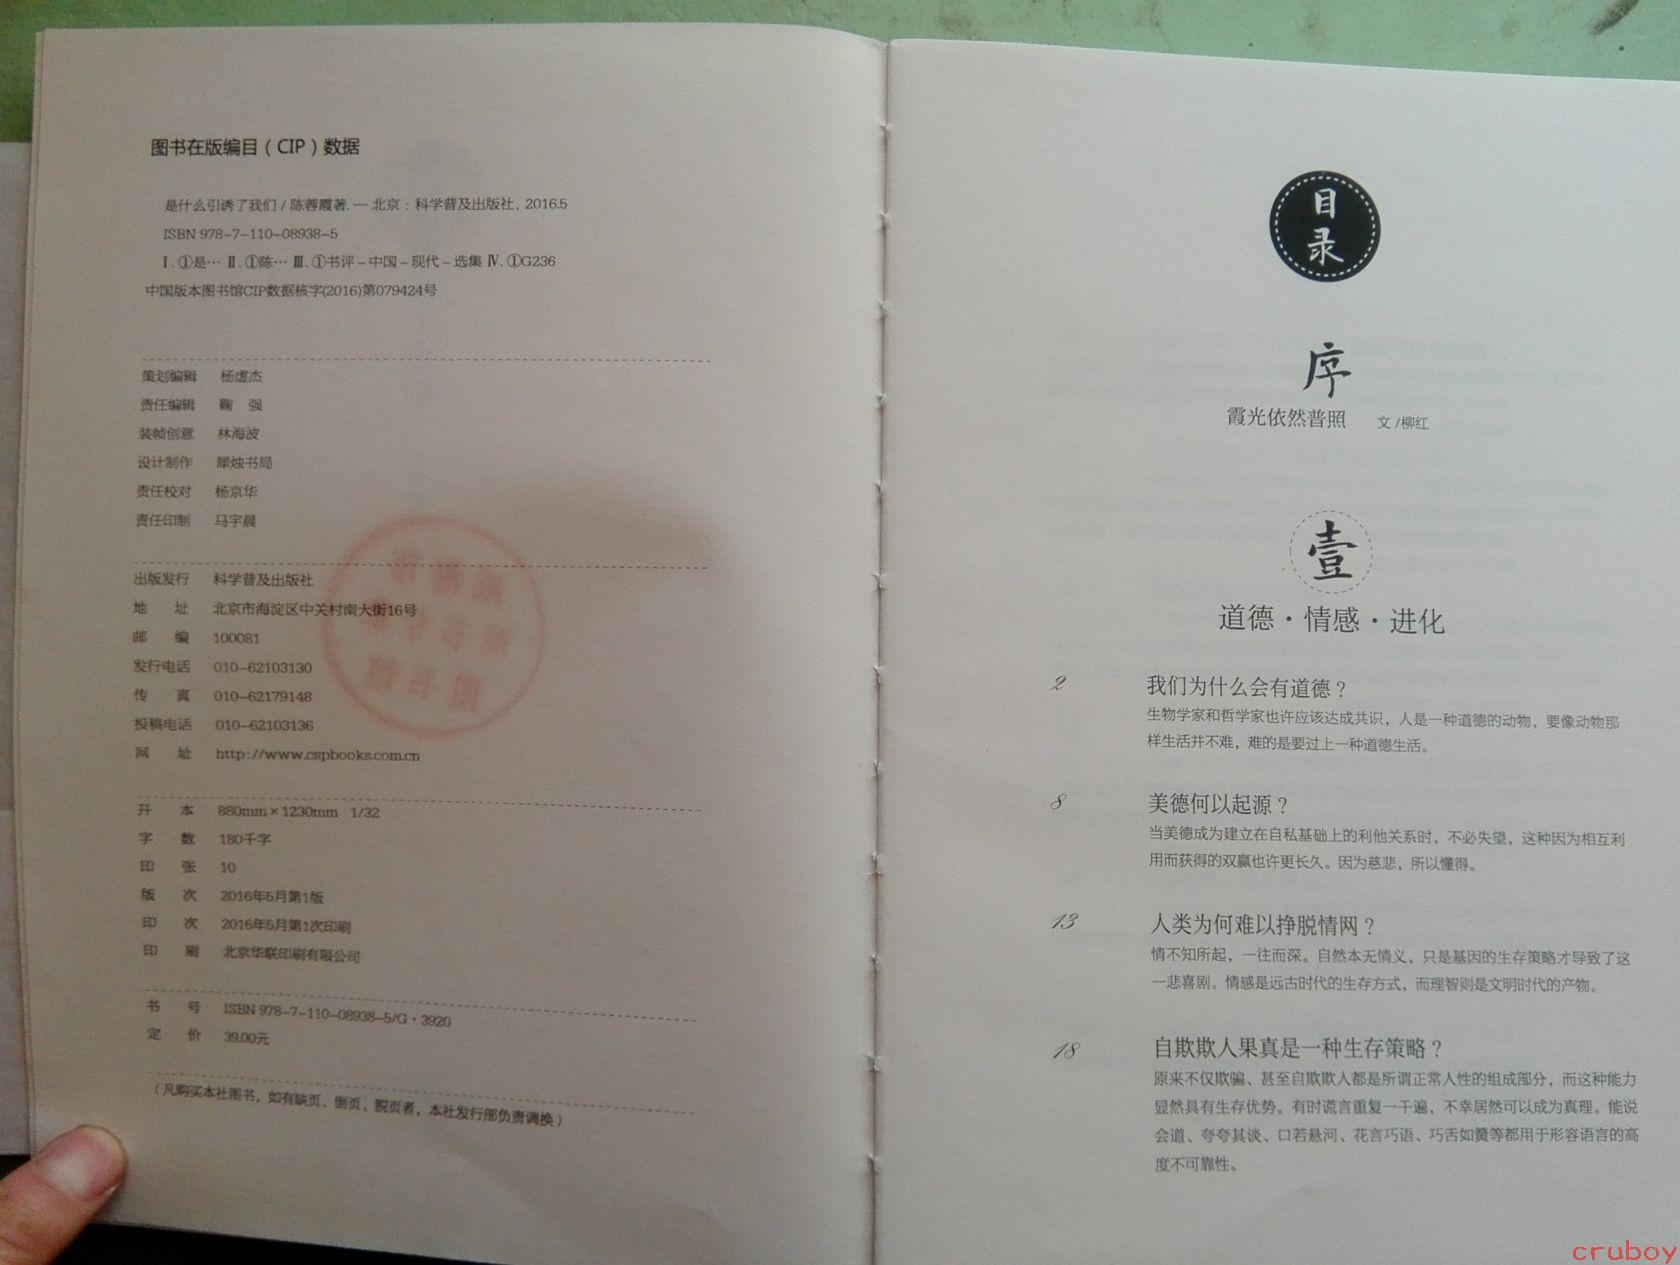 图书在版编目（CIP）数据
是什么引诱了我们 / 陈蓉霞著. — 北京：科学普及出版社，2016.5
ISBN 978-7-110-08938-5
Ⅰ. ①是… Ⅱ. ①陈… Ⅲ. ①书评－中国－现代－选集 Ⅳ. ①G236
中国版本图书馆CIP数据核字(2016)第079424号
策划编辑 杨虚杰
责任编辑 鞠 强
装帧创意 林海波
设计制作 犀烛书局
责任校对 杨京华
责任印制 马宇晨
出版发行 科学普及出版社
地 址 北京市海淀区中关村南大街16号
邮 编 100081
发行电话 010-62103130
传 真 010-62179148
投稿电话 010-62103136
网 址 http://www.cspbooks.com.cn
开 本 880mm×1230mm 1/32
字 数 180千字
印 张 10
版 次 2016年5月第1版
印 次 2016年5月第1次印刷
印 刷 北京华联印刷有限公司
书 号 ISBN 978-7-110-08938-5/G·3920
定 价 39.00元
（凡购买本社图书，如有缺页、倒页、脱页者，本社发行部负责调换）
目录
序
霞光依然普照 文/柳红
壹
道德·情感·进化
2 我们为什么会有道德？
生物学家和哲学家也许应该达成共识，人是一种道德的动物，要像动物那
样生活并不难，难的是要过上一种道德生活。
8 美德何以起源？
当美德成为建立在自私基础上的利他关系时，不必失望，这种因为相互利
用而获得的双赢也许更长久。因为慈悲，所以懂得。
13 人类为何难以挣脱情网？
情不知所起，一往而深。自然本无情义，只是基因的生存策略才导致了这
一悲喜剧。情感是远古时代的生存方式，而理智则是文明时代的产物。
18 自欺欺人果真是一种生存策略？
原来不仅欺骗、甚至自欺欺人都是所谓正常人性的组成部分，而这种能力
显然具有生存优势。有时谎言重复一千遍，不幸居然可以成为真理。能说
会道、夸夸其谈、口若悬河、花言巧语、巧舌如簧等都用于形容语言的高
度不可靠性。
cruboy